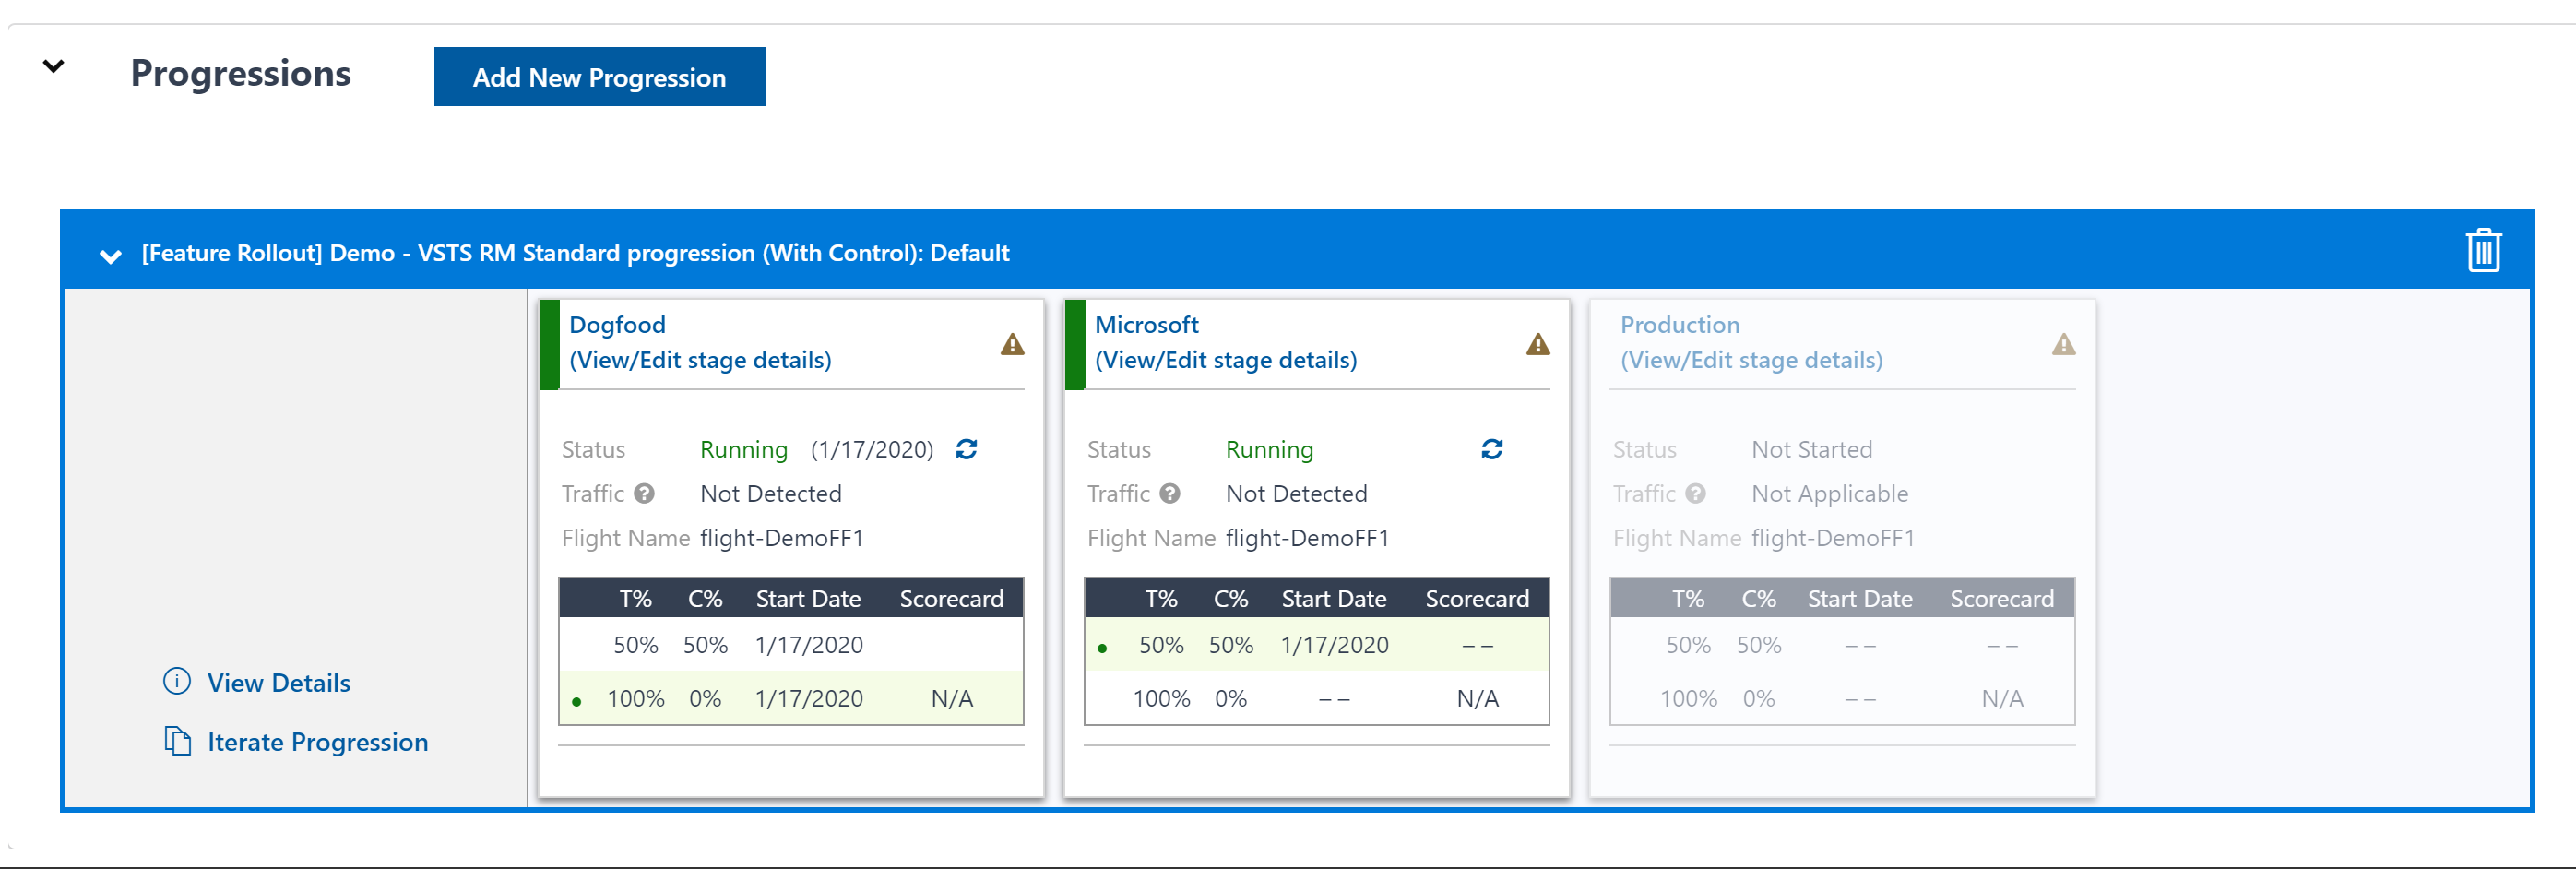 Progressions
Add New Progression
[Feature Rollout] Demo - VSTS RM Standard progression (With Control): Default
View Details
Iterate Progression
Dogfood
(View/Edit stage details)
Status Running (1/17/2020)
Traffic Not Detected
Flight Name flight-DemoFF1
T% C% Start Date Scorecard
50% 50% 1/17/2020
100% 0% 1/17/2020 N/A
Microsoft
(View/Edit stage details)
Status Running
Traffic Not Detected
Flight Name flight-DemoFF1
T% C% Start Date Scorecard
50% 50% 1/17/2020 – –
100% 0% – – N/A
Production
(View/Edit stage details)
Status Not Started
Traffic Not Applicable
Flight Name flight-DemoFF1
T% C% Start Date Scorecard
50% 50% – – – –
100% 0% – – N/A